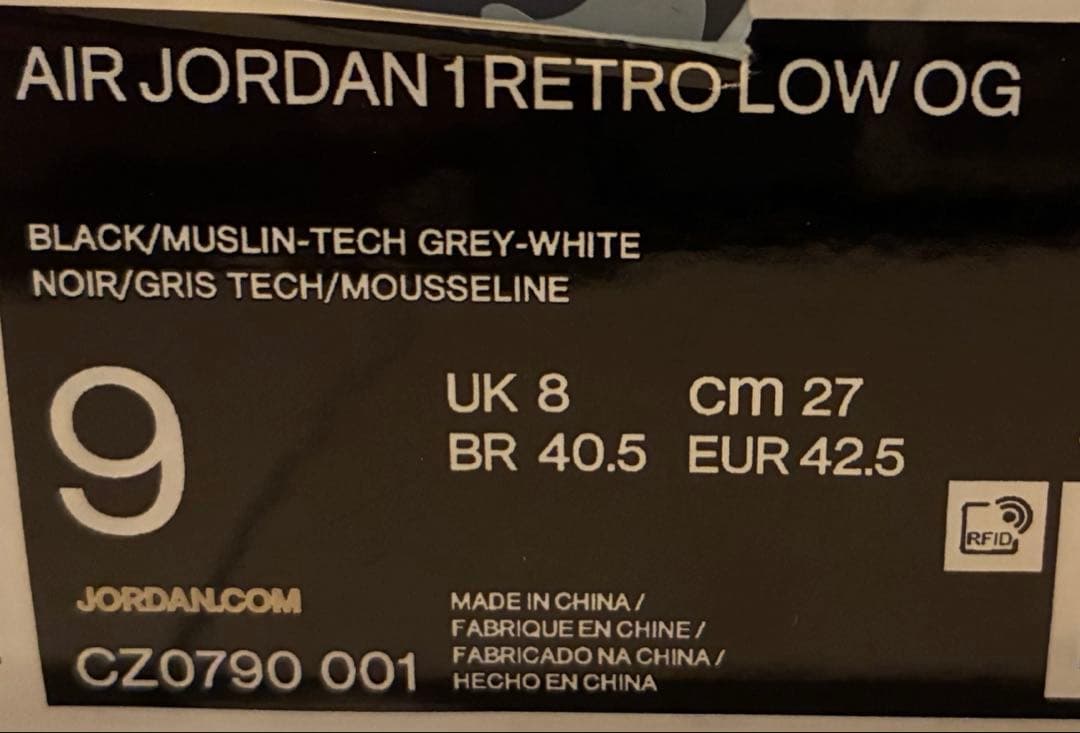 AIR JORDAN 1 RETRO LOW OG
BLACK/MUSLIN-TECH GREY-WHITE
NOIR/GRIS TECH/MOUSSELINE
9
UK 8 cm 27
BR 40.5 EUR 42.5
RFID
JORDAN.COM
CZ0790 001
MADE IN CHINA /
FABRIQUE EN CHINE /
FABRICADO NA CHINA /
HECHO EN CHINA